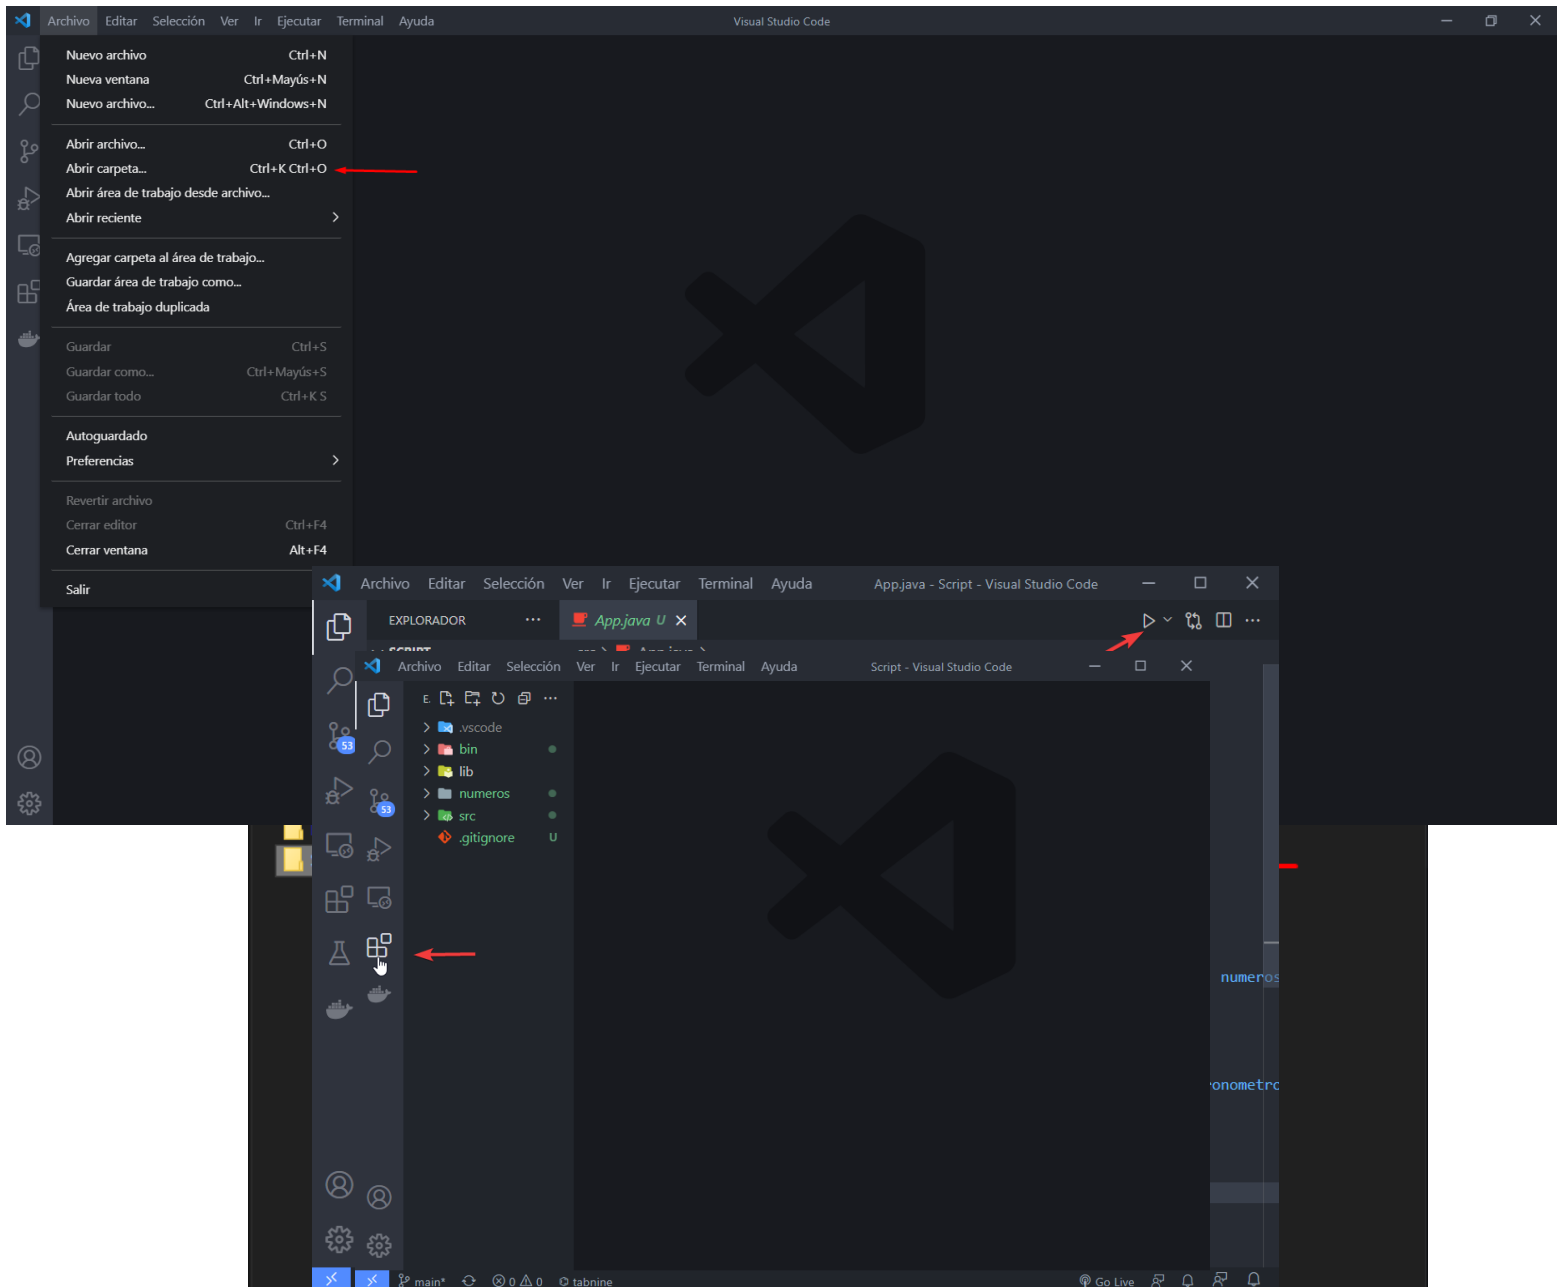 Archivo Editar Selección Ver Ir Ejecutar Terminal Ayuda Visual Studio Code
Nuevo archivo Ctrl+N
Nueva ventana Ctrl+Mayús+N
Nuevo archivo... Ctrl+Alt+Windows+N
Abrir archivo... Ctrl+O
Abrir carpeta... Ctrl+K Ctrl+O
Abrir área de trabajo desde archivo...
Abrir reciente
Agregar carpeta al área de trabajo...
Guardar área de trabajo como...
Área de trabajo duplicada
Guardar Ctrl+S
Guardar como... Ctrl+Mayús+S
Guardar todo Ctrl+K S
Autoguardado
Preferencias
Revertir archivo
Cerrar editor Ctrl+F4
Cerrar ventana Alt+F4
Salir
Archivo Editar Selección Ver Ir Ejecutar Terminal Ayuda App.java - Script - Visual Studio Code
EXPLORADOR ... App.java U
SCRIPT src > App.java >
53
Archivo Editar Selección Ver Ir Ejecutar Terminal Ayuda Script - Visual Studio Code
E.
.vscode
bin
lib
numeros
src
.gitignore U
53
numeros
onometro
main* 0 0 tabnine Go Live